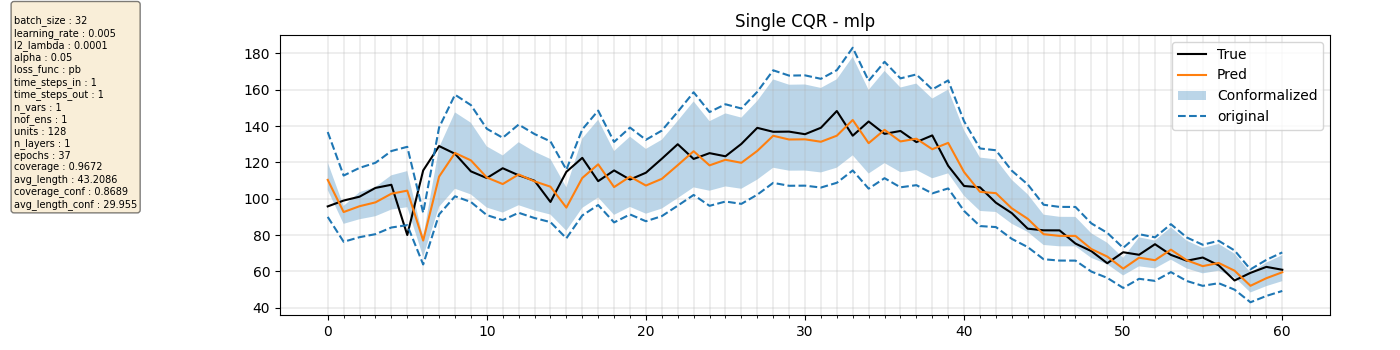 batch_size : 32
learning_rate : 0.005
l2_lambda : 0.0001
alpha : 0.05
loss_func : pb
time_steps_in : 1
time_steps_out : 1
n_vars : 1
nof_ens : 1
units : 128
n_layers : 1
epochs : 37
coverage : 0.9672
avg_length : 43.2086
coverage_conf : 0.8689
avg_length_conf : 29.955
Single CQR - mlp
180
160
140
120
100
80
60
40
0 10 20 30 40 50 60
True
Pred
Conformalized
original